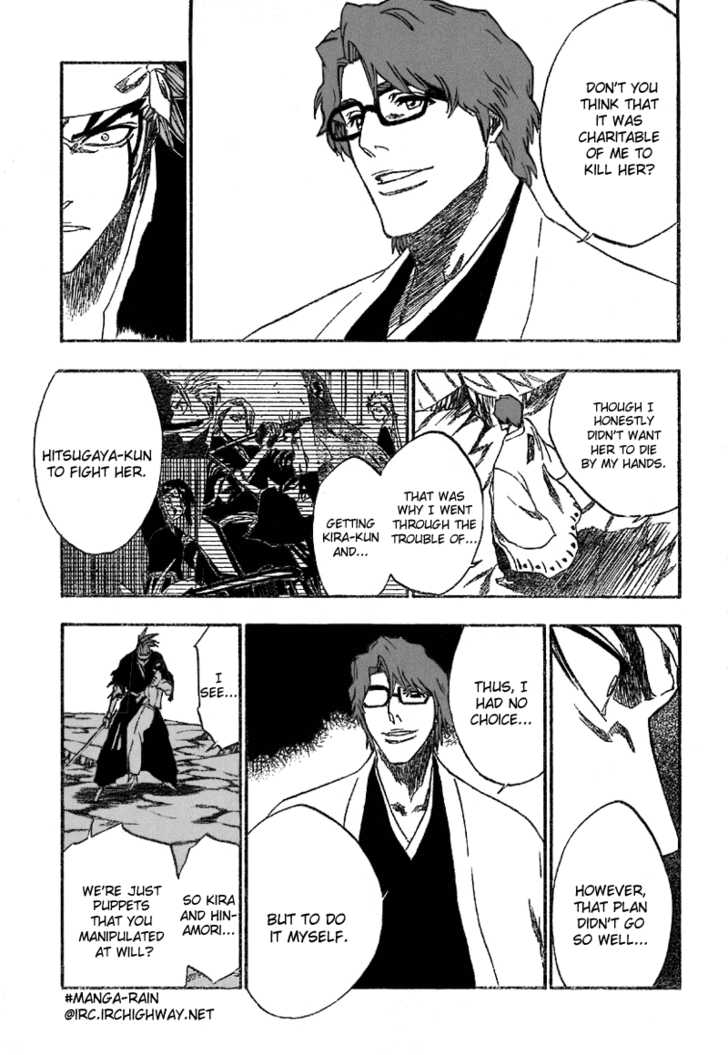 DON'T YOU
THINK THAT
IT WAS
CHARITABLE
OF ME TO
KILL HER?
THOUGH I
HONESTLY
DIDN'T WANT
HER TO DIE
BY MY HANDS.
THAT WAS
WHY I WENT
THROUGH THE
TROUBLE OF...
GETTING
KIRA-KUN
AND...
HITSUGAYA-KUN
TO FIGHT HER.
HOWEVER,
THAT PLAN
DIDN'T GO
SO WELL...
THUS, I
HAD NO
CHOICE...
BUT TO DO
IT MYSELF.
I
SEE...
SO KIRA
AND HIN-
AMORI...
WE'RE JUST
PUPPETS
THAT YOU
MANIPULATED
AT WILL?
#MANGA-RAIN
@IRC.IRCHIGHWAY.NET